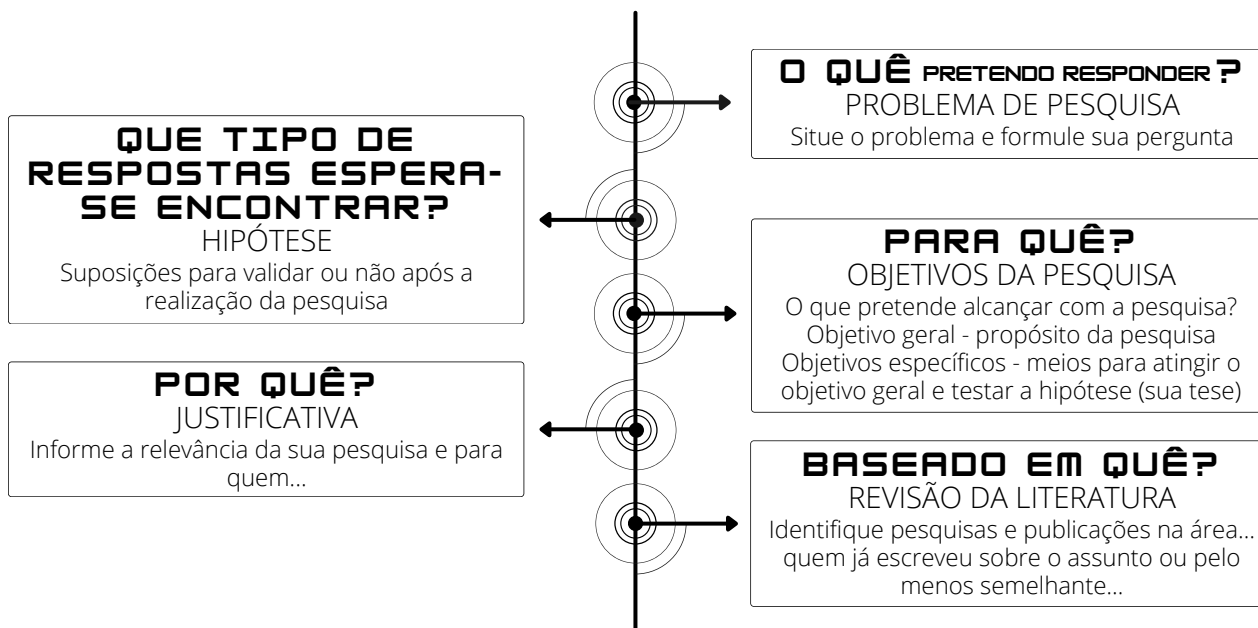 O QUÊ PRETENDO RESPONDER?
PROBLEMA DE PESQUISA
Situe o problema e formule sua pergunta
QUE TIPO DE
RESPOSTAS ESPERA-
SE ENCONTRAR?
HIPÓTESE
Suposições para validar ou não após a
realização da pesquisa
PARA QUÊ?
OBJETIVOS DA PESQUISA
O que pretende alcançar com a pesquisa?
Objetivo geral - propósito da pesquisa
Objetivos específicos - meios para atingir o
objetivo geral e testar a hipótese (sua tese)
POR QUÊ?
JUSTIFICATIVA
Informe a relevância da sua pesquisa e para
quem...
BASEADO EM QUÊ?
REVISÃO DA LITERATURA
Identifique pesquisas e publicações na área...
quem já escreveu sobre o assunto ou pelo
menos semelhante...